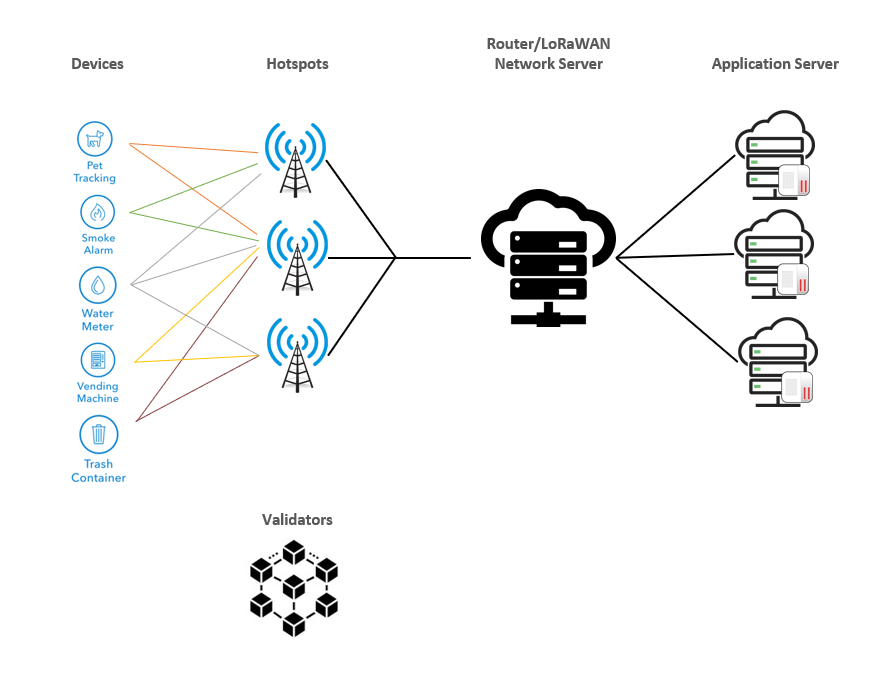 Devices
Hotspots
Router/LoRaWAN
Network Server
Application Server
Pet
Tracking
Smoke
Alarm
Water
Meter
Vending
Machine
Trash
Container
Validators